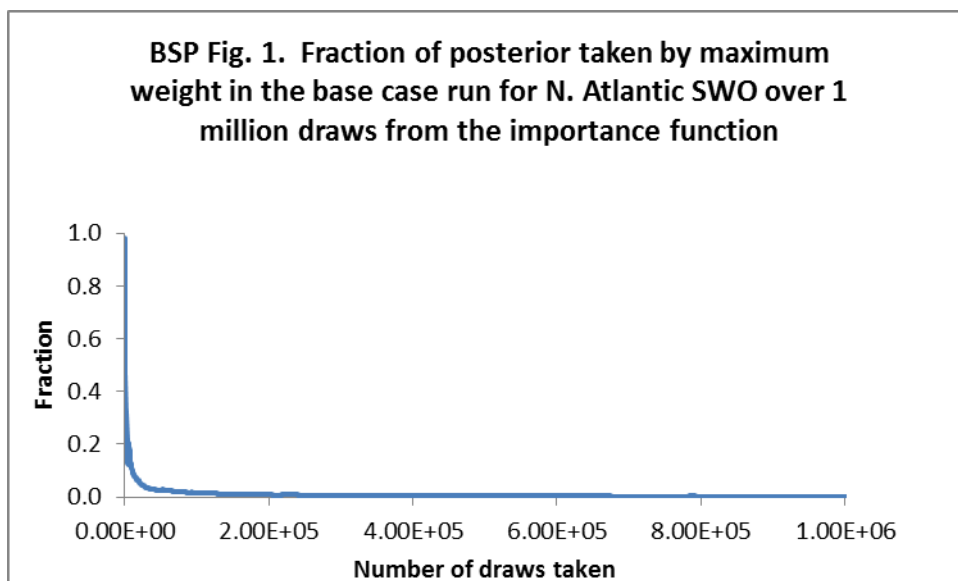 BSP Fig. 1.  Fraction of posterior taken by maximum
weight in the base case run for N. Atlantic SWO over 1
million draws from the importance function
1.0
0.8
0.6
0.4
0.2
0.0
Fraction
0.00E+00 2.00E+05 4.00E+05 6.00E+05 8.00E+05 1.00E+06
Number of draws taken